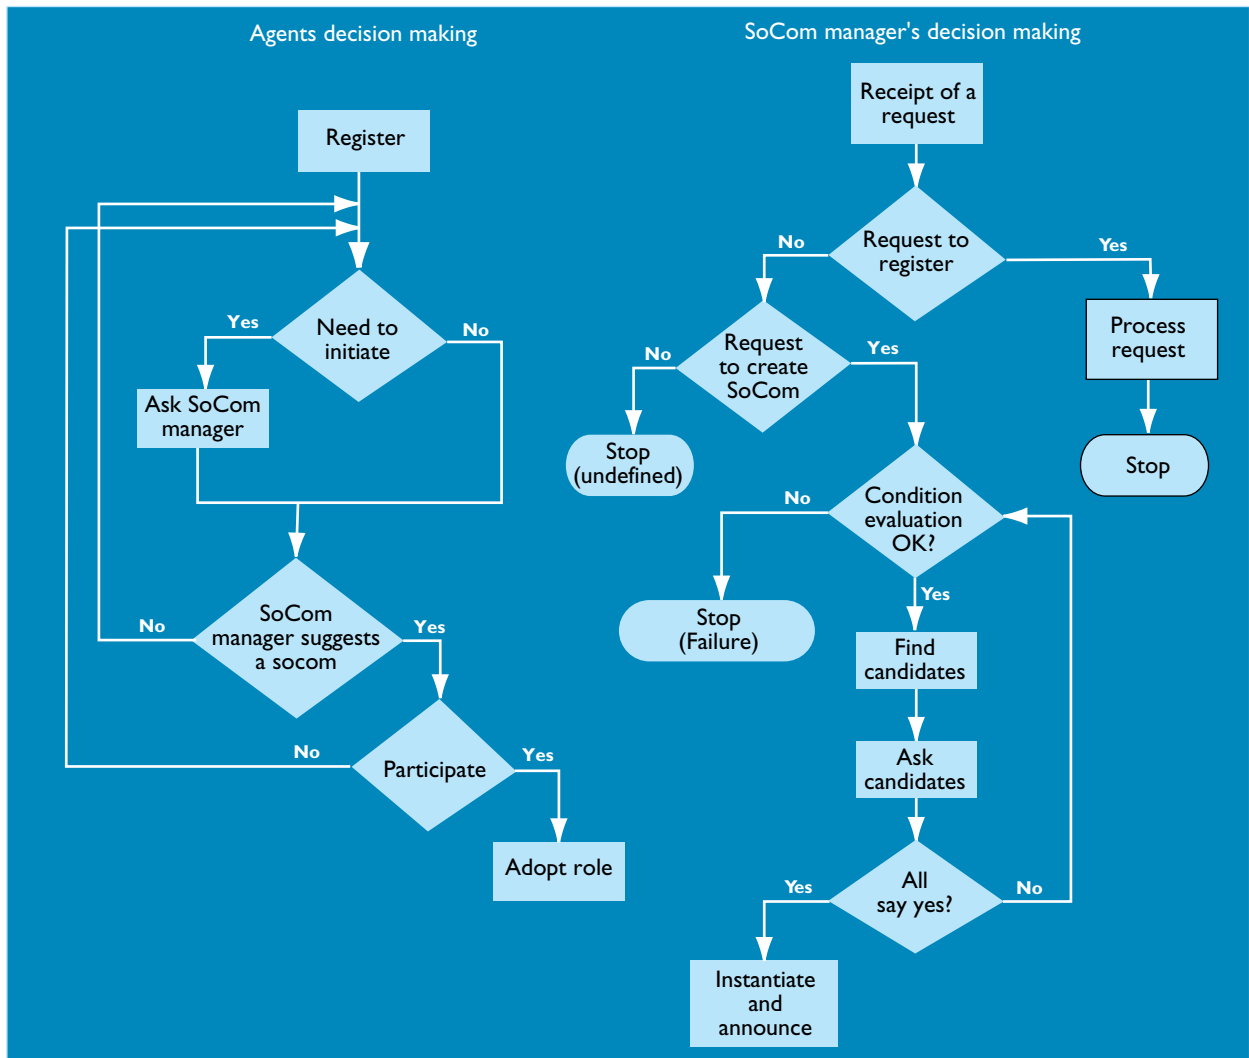 Agents decision making
Register
Need to
initiate
Yes
No
Ask SoCom
manager
SoCom
manager suggests
a socom
No
Yes
Participate
No
Yes
Adopt role
SoCom manager's decision making
Receipt of a
request
Request to
register
No
Yes
Process
request
Stop
Request
to create
SoCom
No
Yes
Stop
(undefined)
Condition
evaluation
OK?
No
Yes
Stop
(Failure)
Find
candidates
Ask
candidates
All
say yes?
Yes
No
Instantiate
and
announce